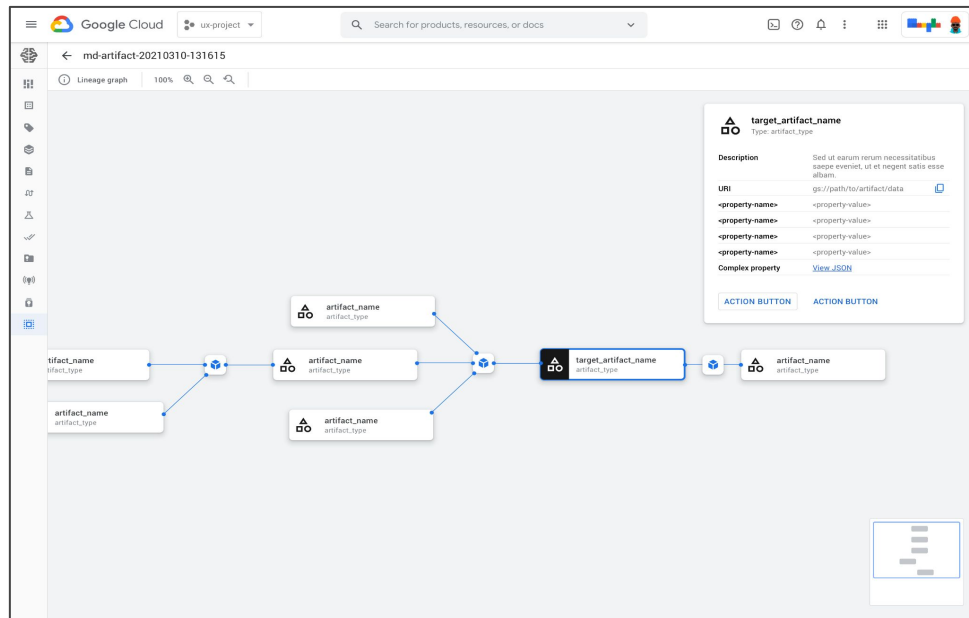 Google Cloud
ux-project
Search for products, resources, or docs
md-artifact-20210310-131615
Lineage graph
100%
target_artifact_name
Type: artifact_type
Description
Sed ut earum rerum necessitatibus
saepe eveniet, ut et negent satis esse
albam.
URI
gs://path/to/artifact/data
<property-name>
<property-value>
<property-name>
<property-value>
<property-name>
<property-value>
<property-name>
<property-value>
Complex property
View JSON
ACTION BUTTON
ACTION BUTTON
artifact_name
artifact_type
tifact_name
tifact_type
artifact_name
artifact_type
target_artifact_name
artifact_type
artifact_name
artifact_type
artifact_name
artifact_type
artifact_name
artifact_type